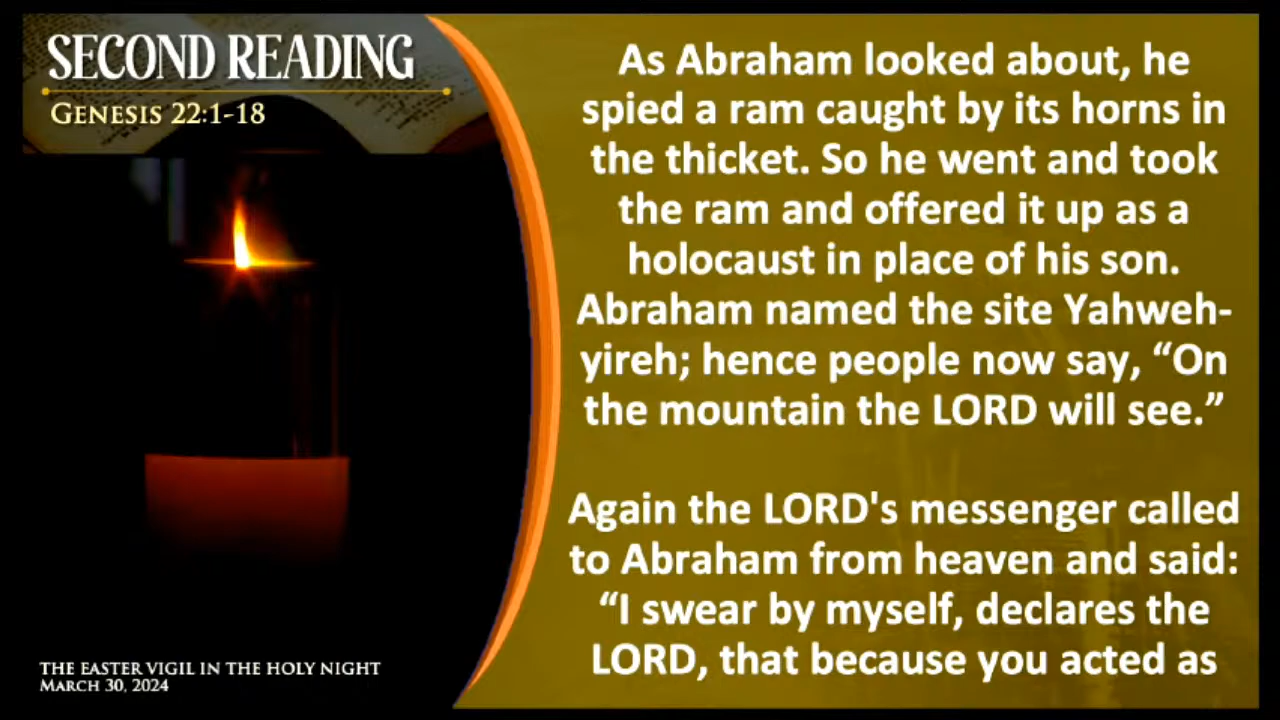 SECOND READING
GENESIS 22:1-18
As Abraham looked about, he
spied a ram caught by its horns in
the thicket. So he went and took
the ram and offered it up as a
holocaust in place of his son.
Abraham named the site Yahweh-
yireh; hence people now say, “On
the mountain the LORD will see.”
Again the LORD's messenger called
to Abraham from heaven and said:
“I swear by myself, declares the
LORD, that because you acted as
THE EASTER VIGIL IN THE HOLY NIGHT
MARCH 30, 2024